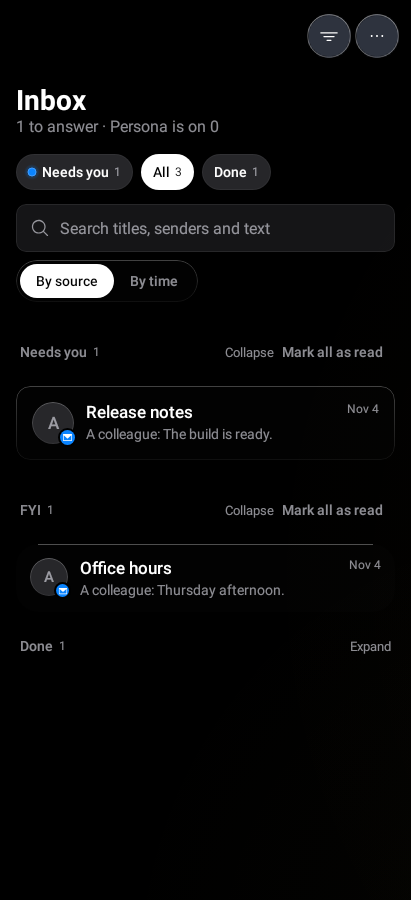 Inbox
1 to answer · Persona is on 0
Needs you 1
All 3
Done 1
Search titles, senders and text
By source
By time
Needs you 1
Collapse
Mark all as read
A
Release notes
Nov 4
A colleague: The build is ready.
FYI 1
Collapse
Mark all as read
A
Office hours
Nov 4
A colleague: Thursday afternoon.
Done 1
Expand